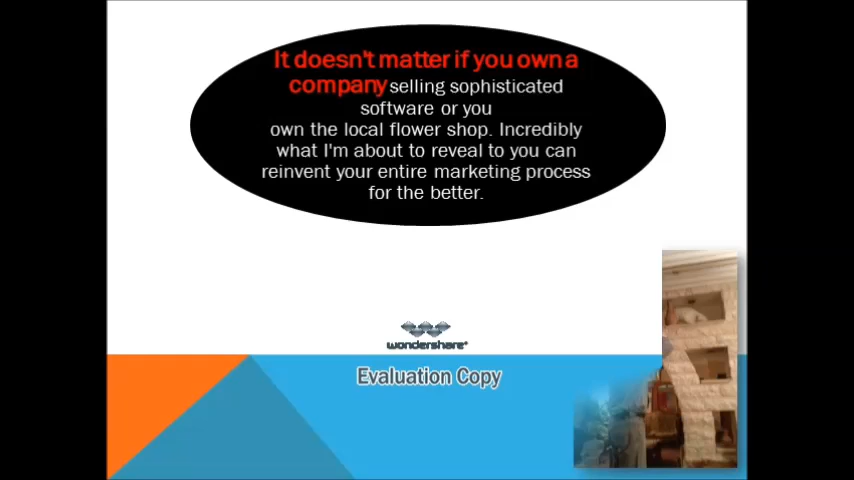 It doesn't matter if you own a
company selling sophisticated
software or you
own the local flower shop. Incredibly
what I'm about to reveal to you can
reinvent your entire marketing process
for the better.
wondershare®
Evaluation Copy